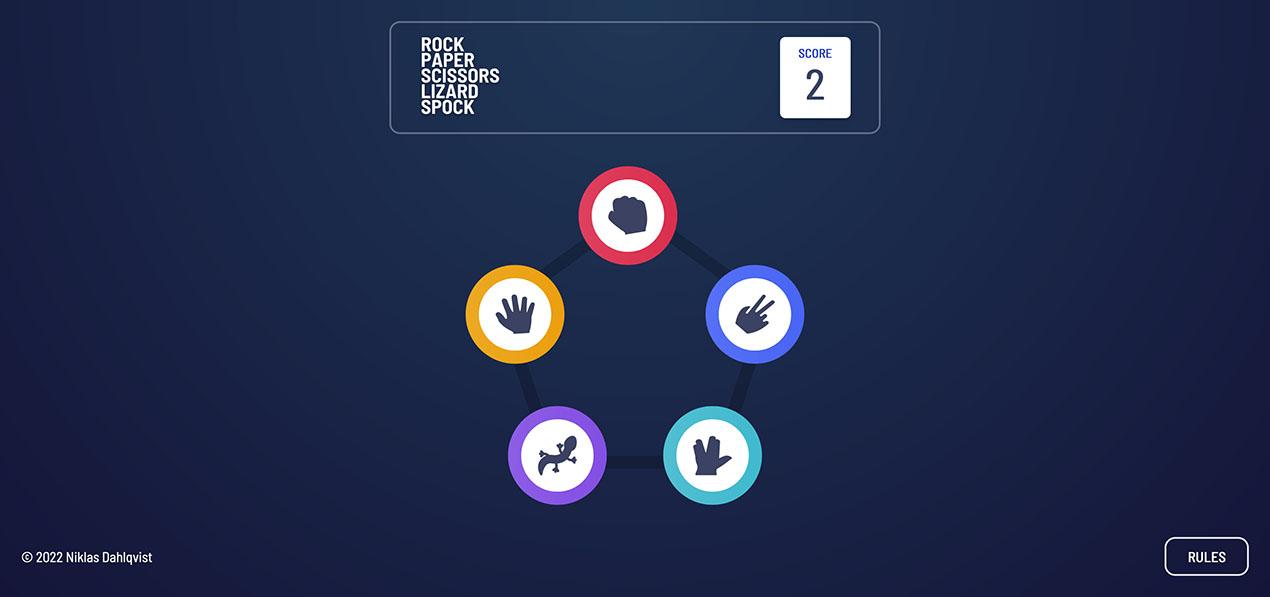 ROCK
PAPER
SCISSORS
LIZARD
SPOCK
SCORE
2
© 2022 Niklas Dahlqvist
RULES